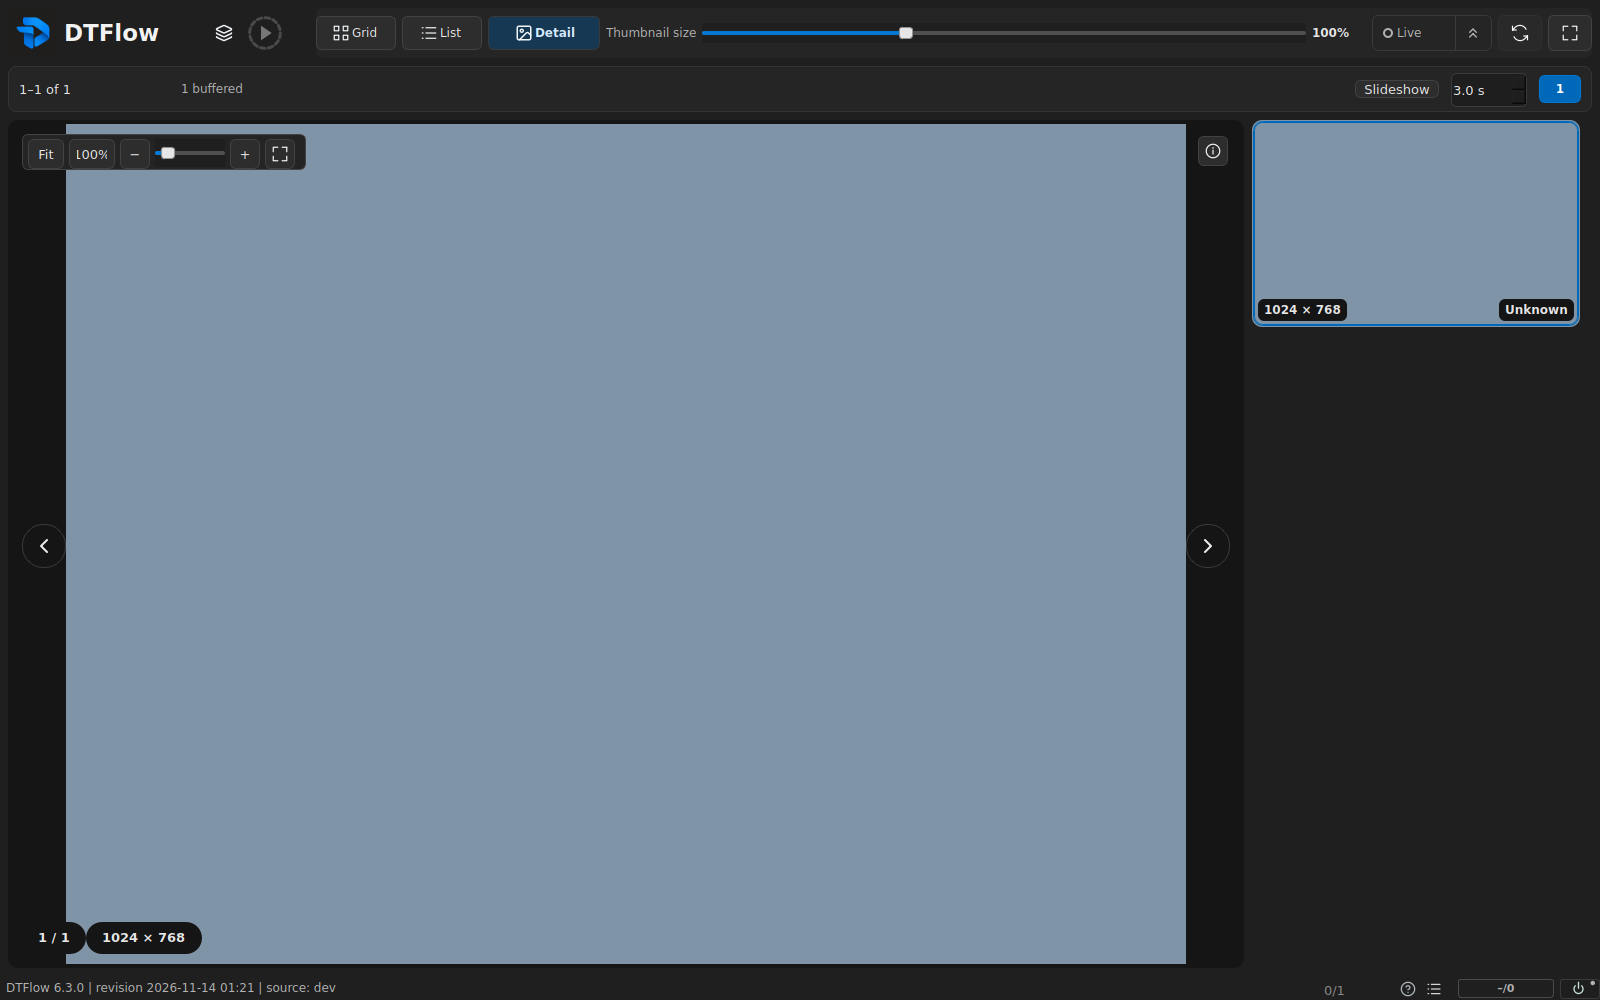 DTFlow
Grid
List
Detail
Thumbnail size
100%
Live
1–1 of 1
1 buffered
Slideshow
3.0 s
1
Fit
100%
−
+
1024 × 768
Unknown
1 / 1
1024 × 768
DTFlow 6.3.0 | revision 2026-11-14 01:21 | source: dev
0/1
–/0